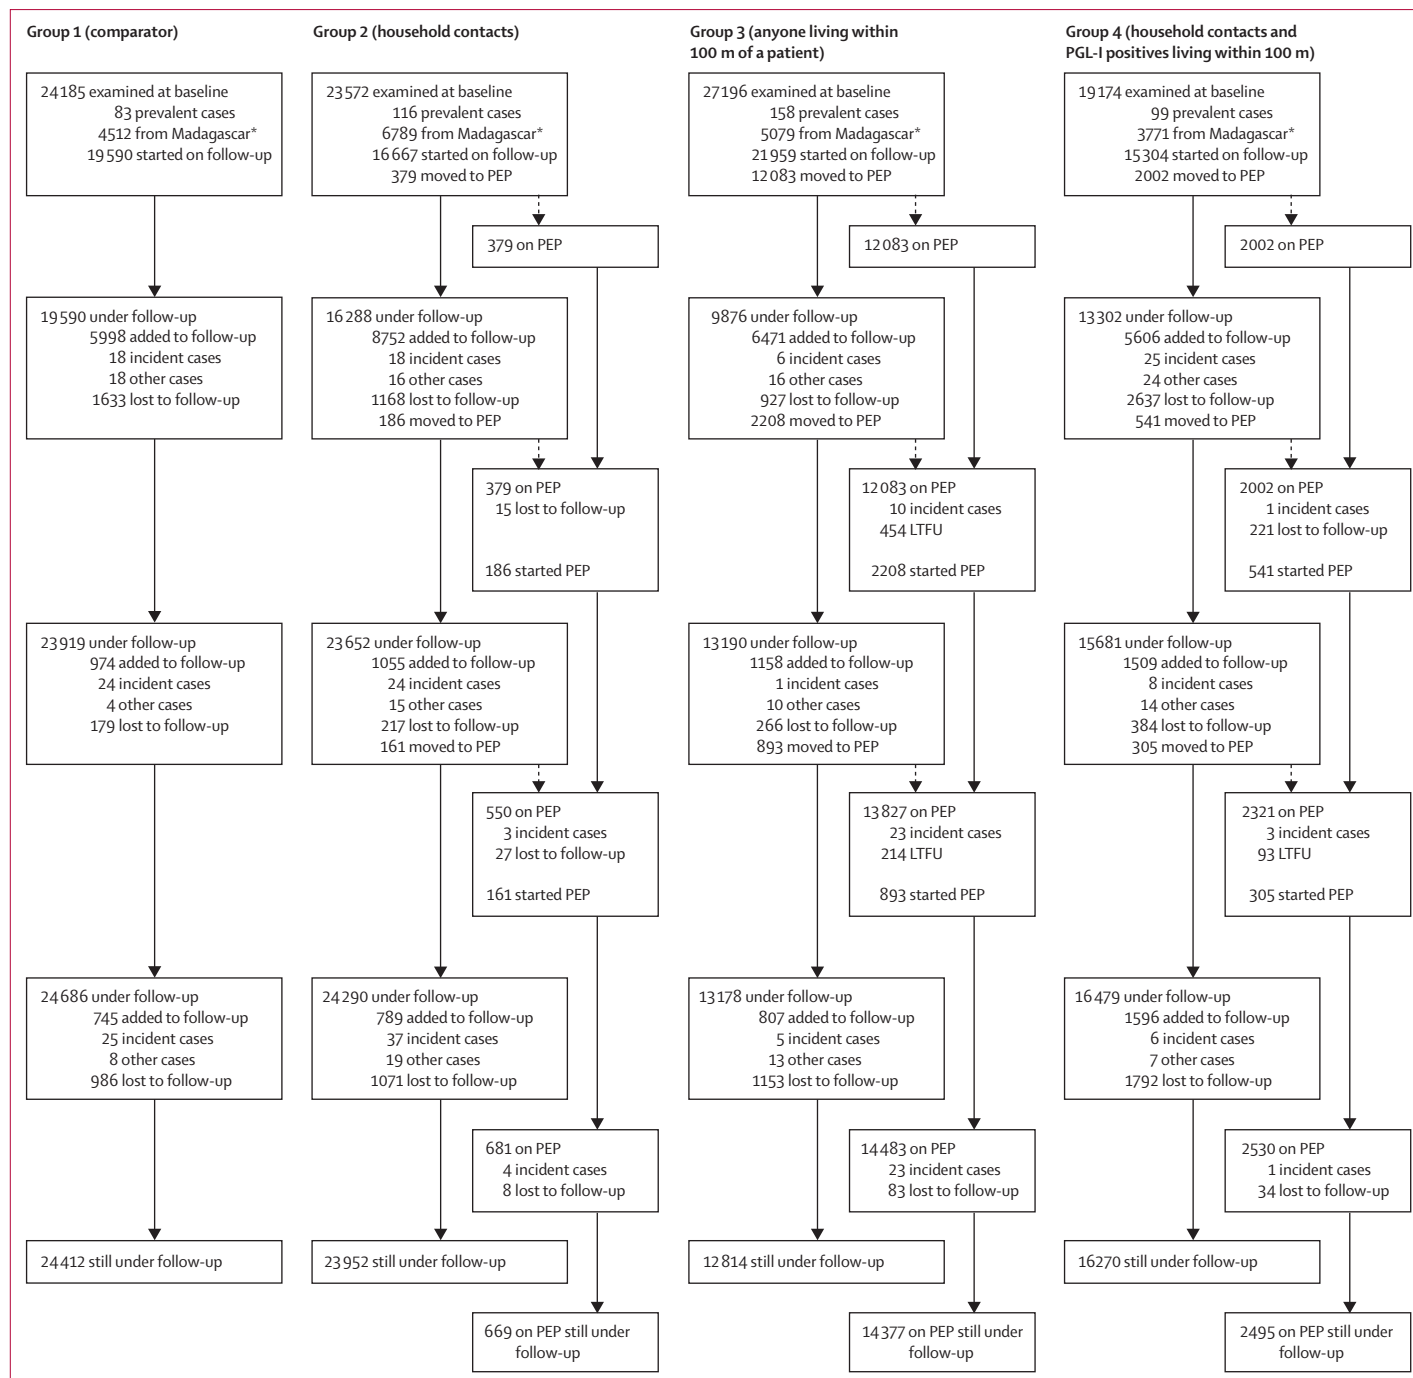 Group 1 (comparator)
24185 examined at baseline
83 prevalent cases
4512 from Madagascar*
19590 started on follow-up
19590 under follow-up
5998 added to follow-up
18 incident cases
18 other cases
1633 lost to follow-up
23919 under follow-up
974 added to follow-up
24 incident cases
4 other cases
179 lost to follow-up
24686 under follow-up
745 added to follow-up
25 incident cases
8 other cases
986 lost to follow-up
24412 still under follow-up
Group 2 (household contacts)
23572 examined at baseline
116 prevalent cases
6789 from Madagascar*
16667 started on follow-up
379 moved to PEP
379 on PEP
16288 under follow-up
8752 added to follow-up
18 incident cases
16 other cases
1168 lost to follow-up
186 moved to PEP
379 on PEP
15 lost to follow-up
186 started PEP
23652 under follow-up
1055 added to follow-up
24 incident cases
15 other cases
217 lost to follow-up
161 moved to PEP
550 on PEP
3 incident cases
27 lost to follow-up
161 started PEP
24290 under follow-up
789 added to follow-up
37 incident cases
19 other cases
1071 lost to follow-up
681 on PEP
4 incident cases
8 lost to follow-up
23952 still under follow-up
669 on PEP still under
follow-up
Group 3 (anyone living within
100 m of a patient)
27196 examined at baseline
158 prevalent cases
5079 from Madagascar*
21959 started on follow-up
12083 moved to PEP
12083 on PEP
9876 under follow-up
6471 added to follow-up
6 incident cases
16 other cases
927 lost to follow-up
2208 moved to PEP
12083 on PEP
10 incident cases
454 LTFU
2208 started PEP
13190 under follow-up
1158 added to follow-up
1 incident cases
10 other cases
266 lost to follow-up
893 moved to PEP
13827 on PEP
23 incident cases
214 LTFU
893 started PEP
13178 under follow-up
807 added to follow-up
5 incident cases
13 other cases
1153 lost to follow-up
14483 on PEP
23 incident cases
83 lost to follow-up
12814 still under follow-up
14377 on PEP still under
follow-up
Group 4 (household contacts and
PGL-I positives living within 100 m)
19174 examined at baseline
99 prevalent cases
3771 from Madagascar*
15304 started on follow-up
2002 moved to PEP
2002 on PEP
13302 under follow-up
5606 added to follow-up
25 incident cases
24 other cases
2637 lost to follow-up
541 moved to PEP
2002 on PEP
1 incident cases
221 lost to follow-up
541 started PEP
15681 under follow-up
1509 added to follow-up
8 incident cases
14 other cases
384 lost to follow-up
305 moved to PEP
2321 on PEP
3 incident cases
93 LTFU
305 started PEP
16479 under follow-up
1596 added to follow-up
6 incident cases
7 other cases
1792 lost to follow-up
2530 on PEP
1 incident cases
34 lost to follow-up
16270 still under follow-up
2495 on PEP still under
follow-up